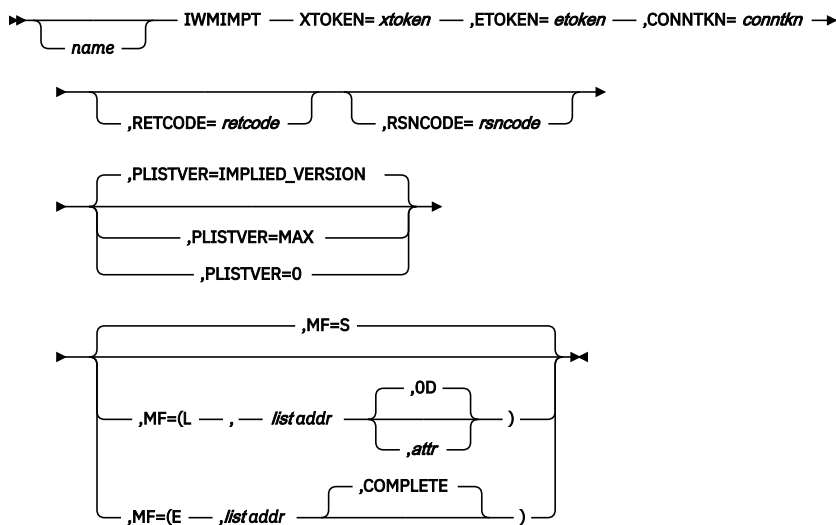 IWMIMPT XTOKEN= xtoken ,ETOKEN= etoken ,CONNTKN= conntkn
name
,RETCODE= retcode ,RSNCODE= rsncode
,PLISTVER=IMPLIED_VERSION
,PLISTVER=MAX
,PLISTVER=0
,MF=S
,0D
,MF=(L , list addr )
,attr
,COMPLETE
,MF=(E ,list addr )